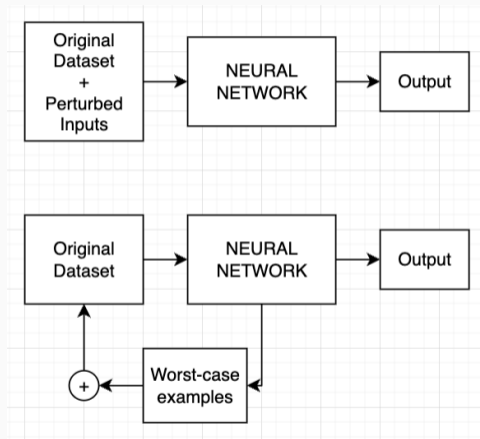 Original
Dataset
+
Perturbed
Inputs
NEURAL
NETWORK
Output
Original
Dataset
NEURAL
NETWORK
Output
+
Worst-case
examples